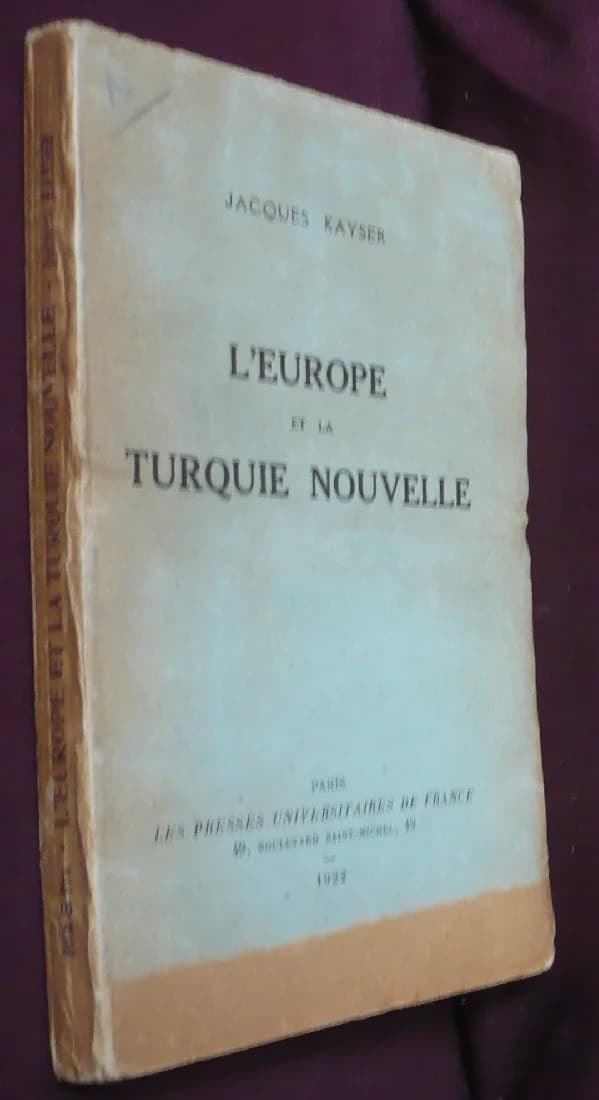 JACQUES KAYSER
L'EUROPE
ET LA
TURQUIE NOUVELLE
PARIS
LES PRESSES UNIVERSITAIRES DE FRANCE
49, BOULEVARD SAINT-MICHEL, 49
1922
L'EUROPE ET LA TURQUIE NOUVELLE